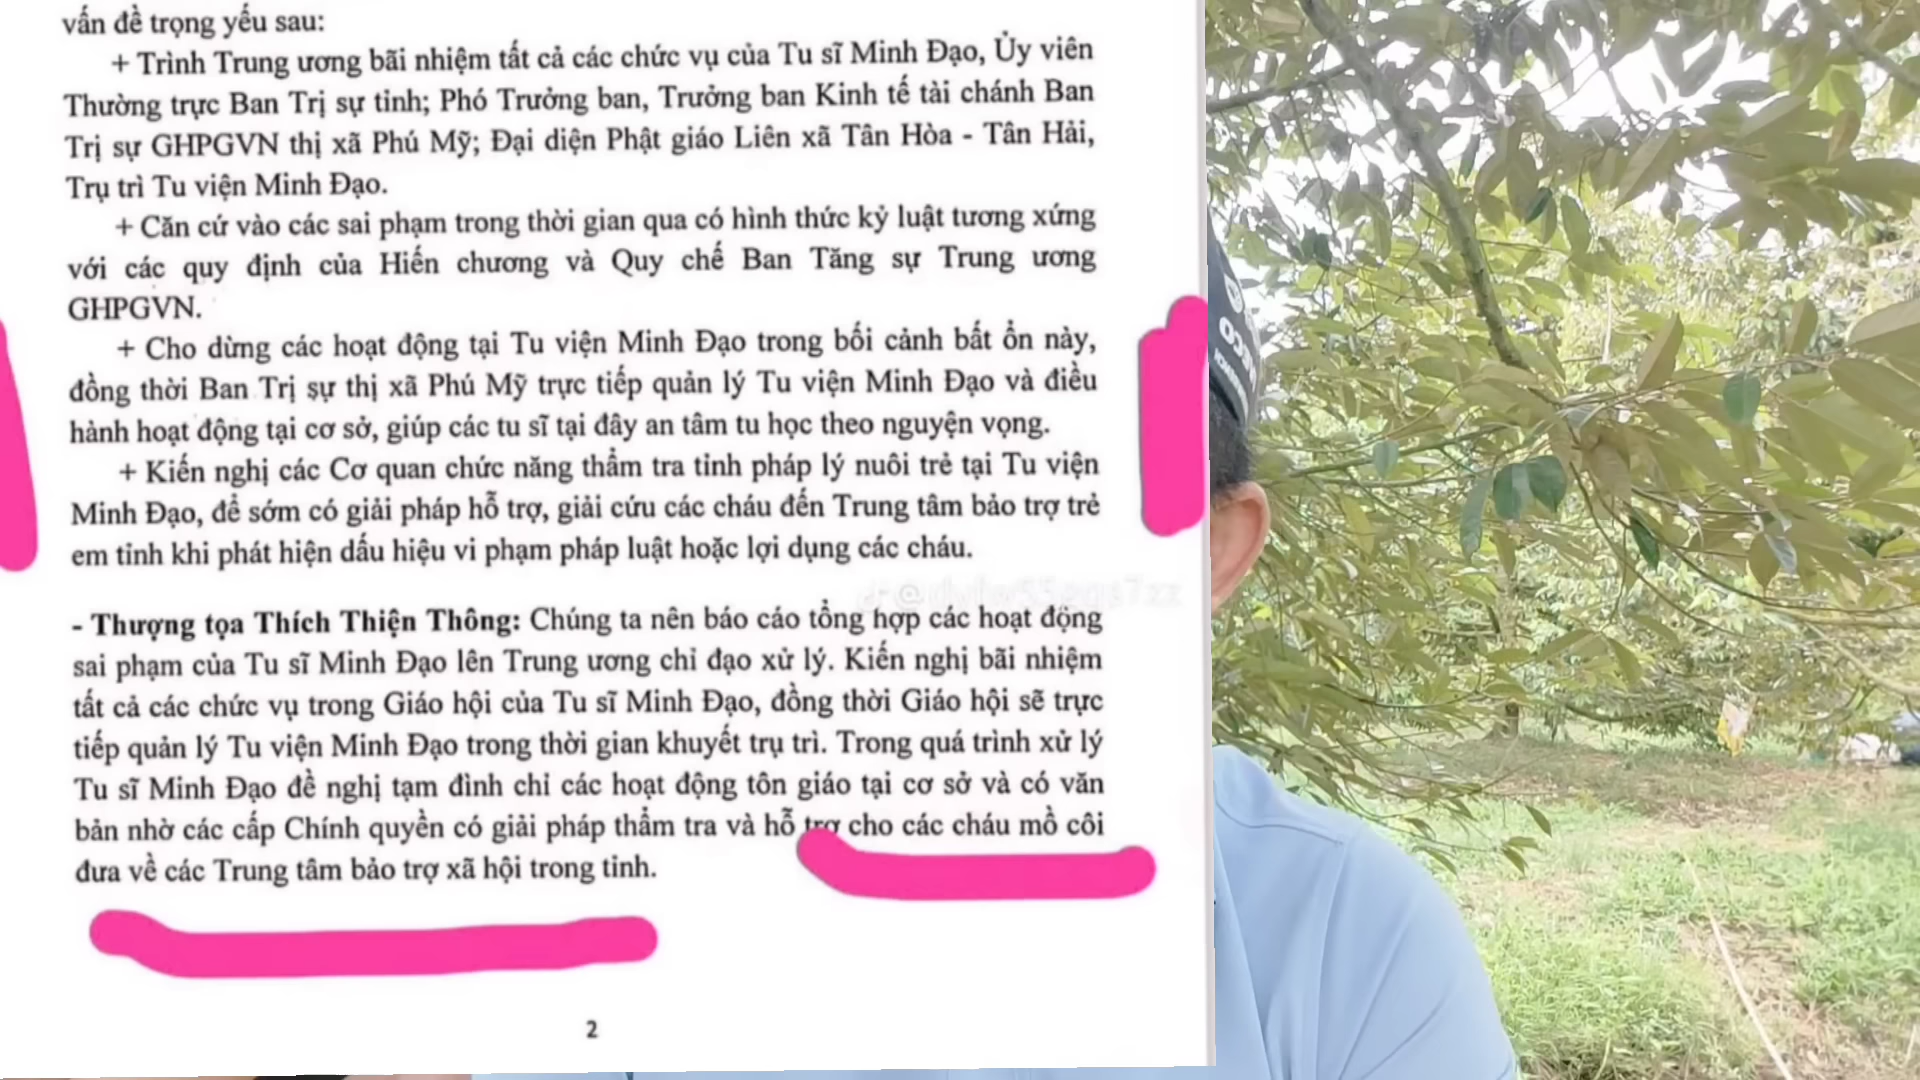 vấn đề trọng yếu sau:
+ Trình Trung ương bãi nhiệm tất cả các chức vụ của Tu sĩ Minh Đạo, Ủy viên
Thường trực Ban Trị sự tỉnh; Phó Trưởng ban, Trưởng ban Kinh tế tài chánh Ban
Trị sự GHPGVN thị xã Phú Mỹ; Đại diện Phật giáo Liên xã Tân Hòa - Tân Hải,
Trụ trì Tu viện Minh Đạo.
+ Căn cứ vào các sai phạm trong thời gian qua có hình thức kỷ luật tương xứng
với các quy định của Hiến chương và Quy chế Ban Tăng sự Trung ương
GHPGVN.
+ Cho dừng các hoạt động tại Tu viện Minh Đạo trong bối cảnh bất ổn này,
đồng thời Ban Trị sự thị xã Phú Mỹ trực tiếp quản lý Tu viện Minh Đạo và điều
hành hoạt động tại cơ sở, giúp các tu sĩ tại đây an tâm tu học theo nguyện vọng.
+ Kiến nghị các Cơ quan chức năng thẩm tra tính pháp lý nuôi trẻ tại Tu viện
Minh Đạo, để sớm có giải pháp hỗ trợ, giải cứu các cháu đến Trung tâm bảo trợ trẻ
em tỉnh khi phát hiện dấu hiệu vi phạm pháp luật hoặc lợi dụng các cháu.
- Thượng tọa Thích Thiện Thông: Chúng ta nên báo cáo tổng hợp các hoạt động
sai phạm của Tu sĩ Minh Đạo lên Trung ương chỉ đạo xử lý. Kiến nghị bãi nhiệm
tất cả các chức vụ trong Giáo hội của Tu sĩ Minh Đạo, đồng thời Giáo hội sẽ trực
tiếp quản lý Tu viện Minh Đạo trong thời gian khuyết trụ trì. Trong quá trình xử lý
Tu sĩ Minh Đạo đề nghị tạm đình chỉ các hoạt động tôn giáo tại cơ sở và có văn
bản nhờ các cấp Chính quyền có giải pháp thẩm tra và hỗ trợ cho các cháu mồ côi
đưa về các Trung tâm bảo trợ xã hội trong tỉnh.
2